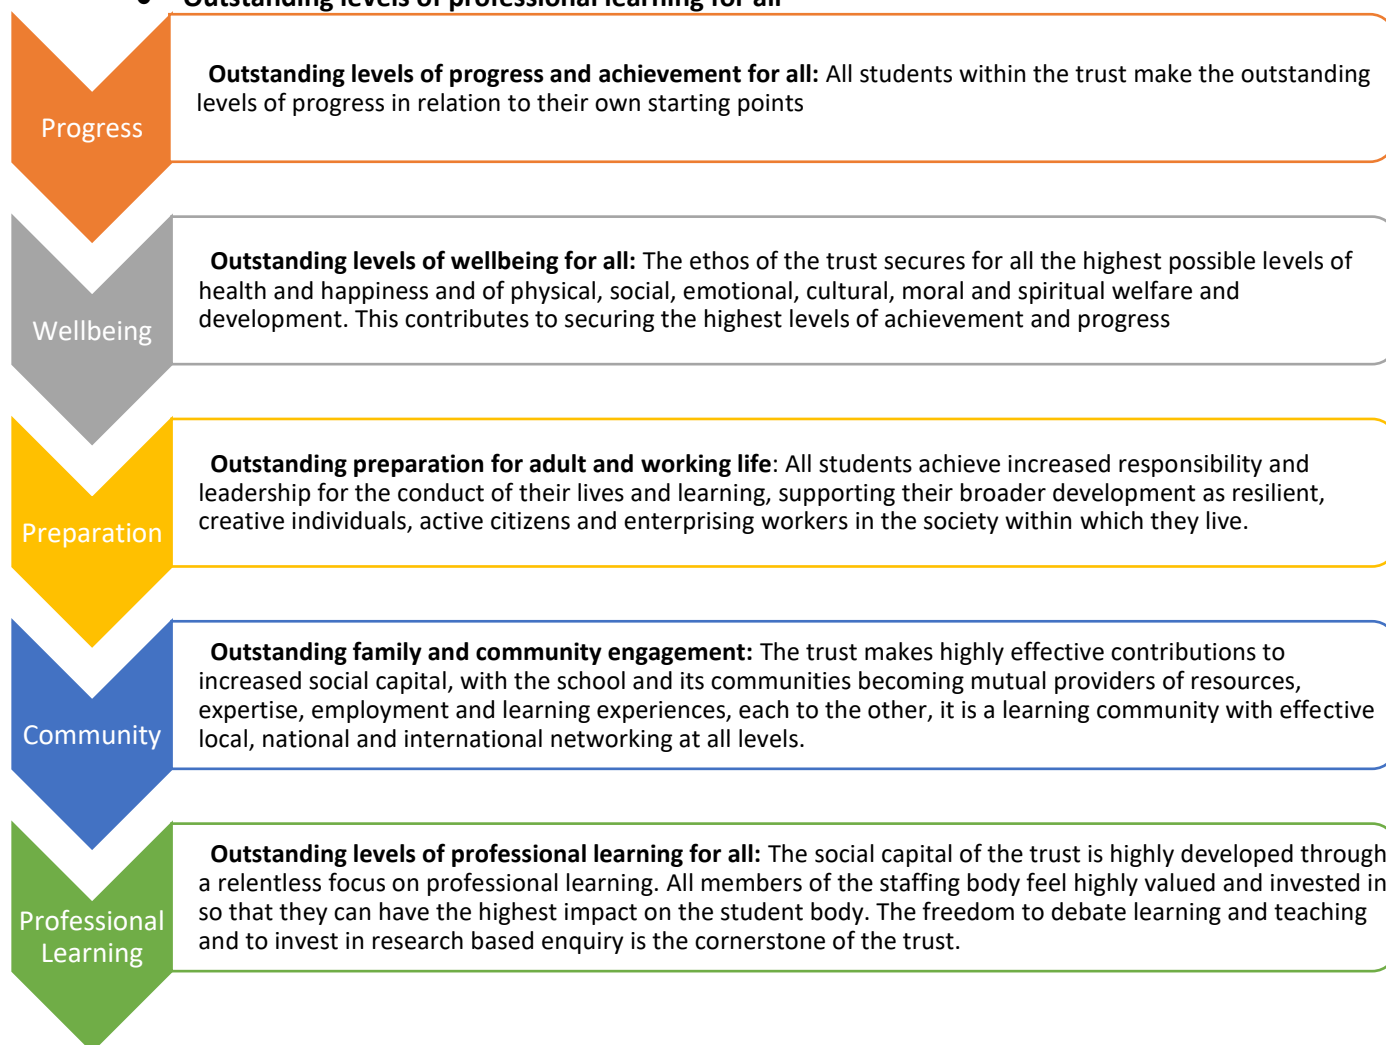 • Outstanding levels of professional learning for all
Progress
Outstanding levels of progress and achievement for all: All students within the trust make the outstanding
levels of progress in relation to their own starting points
Wellbeing
Outstanding levels of wellbeing for all: The ethos of the trust secures for all the highest possible levels of
health and happiness and of physical, social, emotional, cultural, moral and spiritual welfare and
development. This contributes to securing the highest levels of achievement and progress
Preparation
Outstanding preparation for adult and working life: All students achieve increased responsibility and
leadership for the conduct of their lives and learning, supporting their broader development as resilient,
creative individuals, active citizens and enterprising workers in the society within which they live.
Community
Outstanding family and community engagement: The trust makes highly effective contributions to
increased social capital, with the school and its communities becoming mutual providers of resources,
expertise, employment and learning experiences, each to the other, it is a learning community with effective
local, national and international networking at all levels.
Professional
Learning
Outstanding levels of professional learning for all: The social capital of the trust is highly developed through
a relentless focus on professional learning. All members of the staffing body feel highly valued and invested in
so that they can have the highest impact on the student body. The freedom to debate learning and teaching
and to invest in research based enquiry is the cornerstone of the trust.